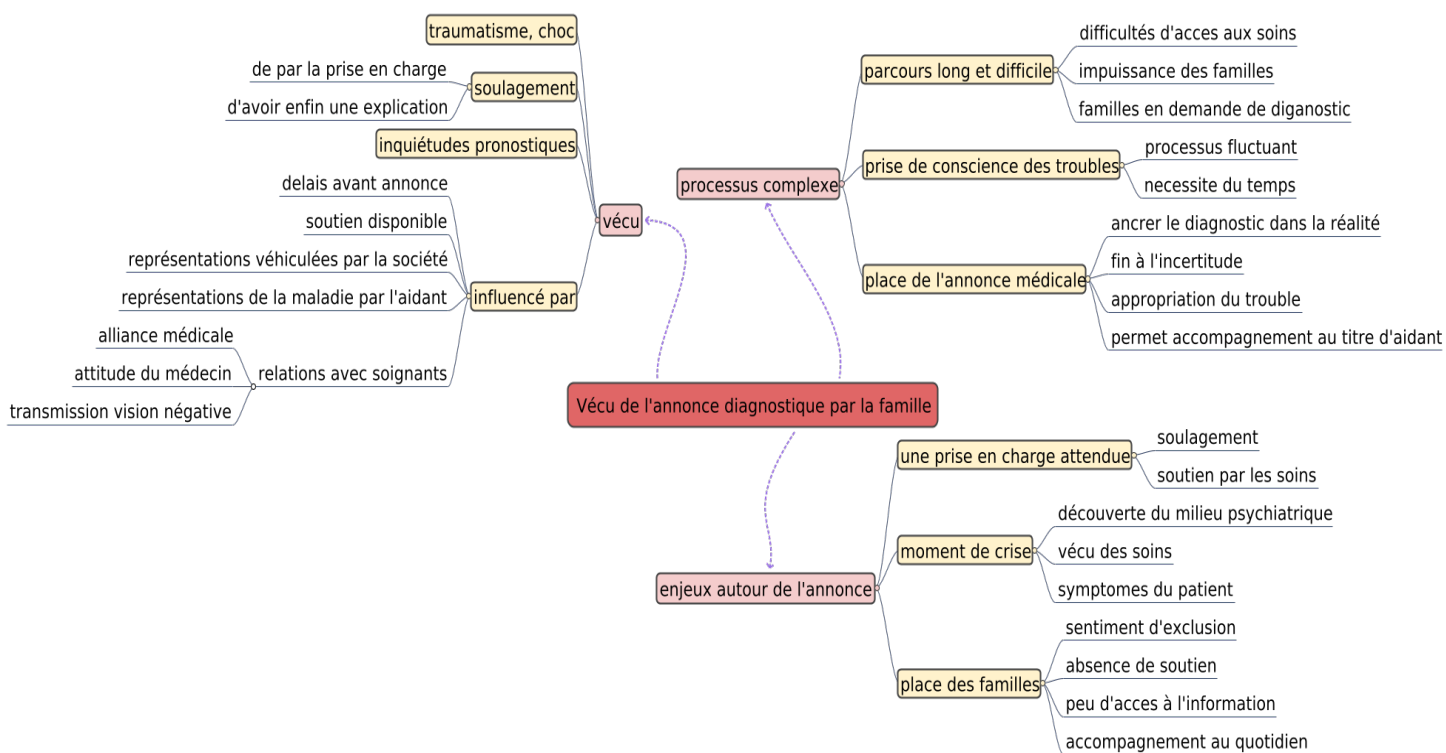 traumatisme, choc
de par la prise en charge
soulagement
d'avoir enfin une explication
inquiétudes pronostiques
delais avant annonce
soutien disponible
vécu
représentations véhiculées par la société
influencé par
représentations de la maladie par l'aidant
alliance médicale
attitude du médecin
relations avec soignants
transmission vision négative
processus complexe
parcours long et difficile
difficultés d'acces aux soins
impuissance des familles
familles en demande de diganostic
prise de conscience des troubles
processus fluctuant
necessite du temps
place de l'annonce médicale
ancrer le diagnostic dans la réalité
fin à l'incertitude
appropriation du trouble
permet accompagnement au titre d'aidant
Vécu de l'annonce diagnostique par la famille
enjeux autour de l'annonce
une prise en charge attendue
soulagement
soutien par les soins
moment de crise
découverte du milieu psychiatrique
vécu des soins
symptomes du patient
place des familles
sentiment d'exclusion
absence de soutien
peu d'acces à l'information
accompagnement au quotidien